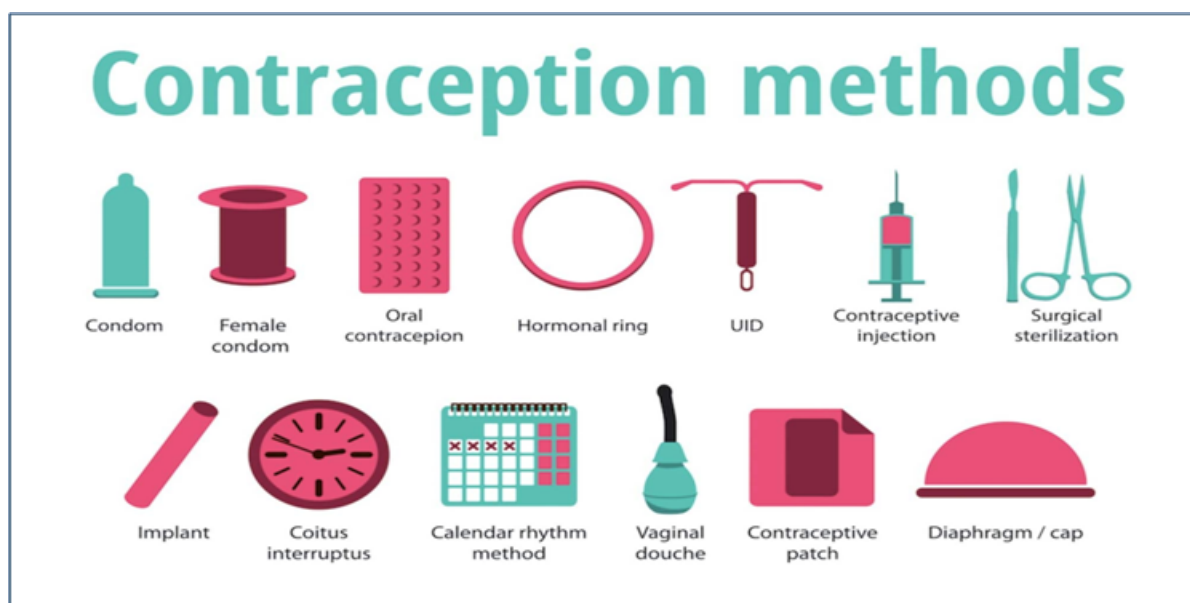 Contraception methods
Condom
Female
condom
Oral
contracepion
Hormonal ring
UID
Contraceptive
injection
Surgical
sterilization
Implant
Coitus
interruptus
Calendar rhythm
method
Vaginal
douche
Contraceptive
patch
Diaphragm / cap